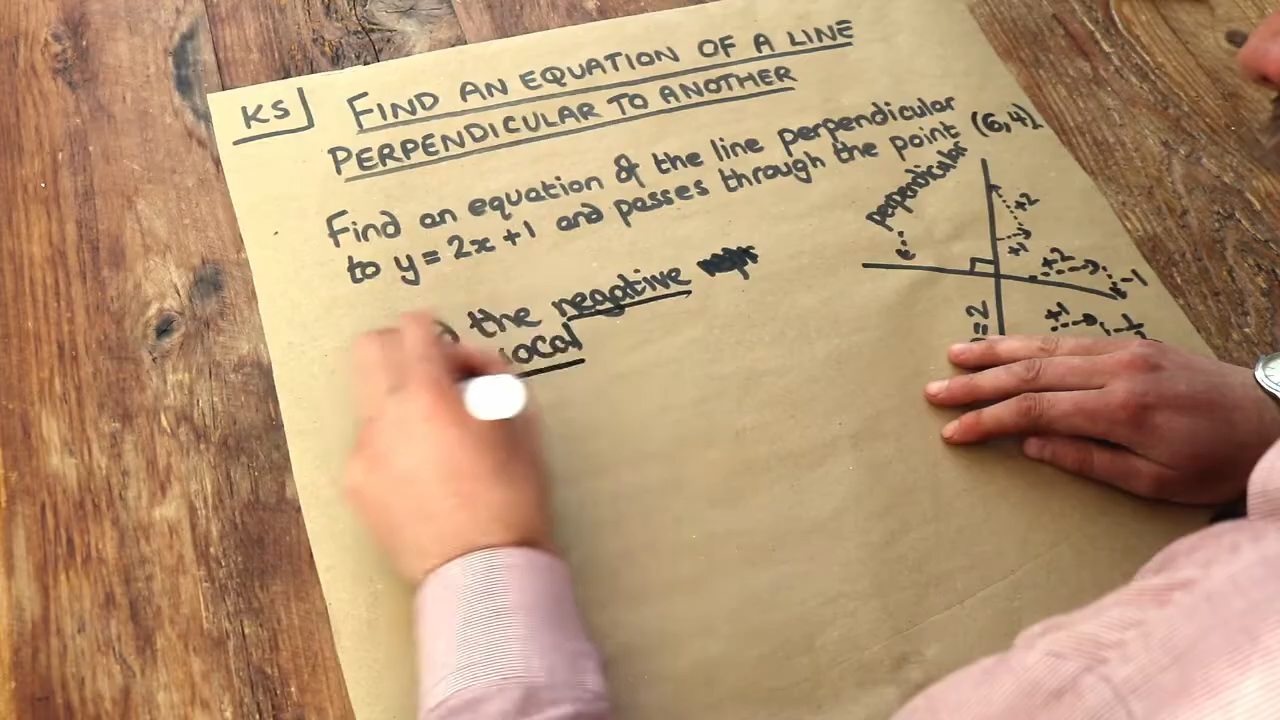 KS
FIND AN EQUATION OF A LINE
PERPENDICULAR TO ANOTHER
Find an equation of the line perpendicular
to y = 2x + 1 and passes through the point (6,4)
the negative
Perpendicular
+2
+1
+2
-1
+1
= 2